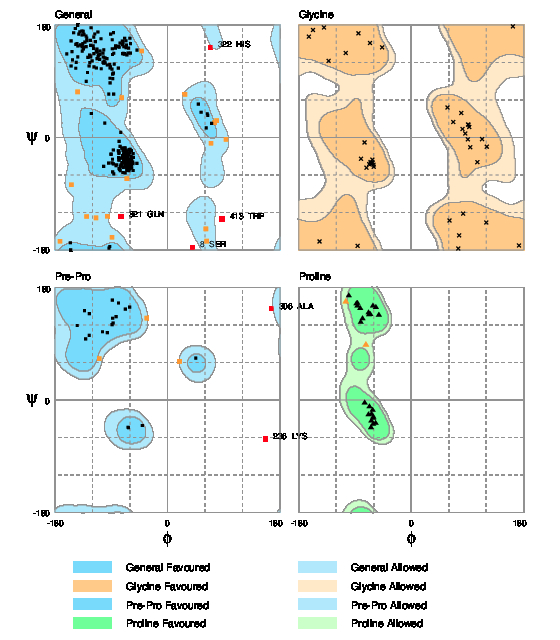 General
Glycine
180
322 HIS
Ψ 0
321 GLN
413 TRP
8 SER
-180
Pre-Pro
Proline
180
306 ALA
Ψ 0
236 LYS
-180
-180 0 180 0 180
ϕ ϕ
General Favoured General Allowed
Glycine Favoured Glycine Allowed
Pre-Pro Favoured Pre-Pro Allowed
Proline Favoured Proline Allowed